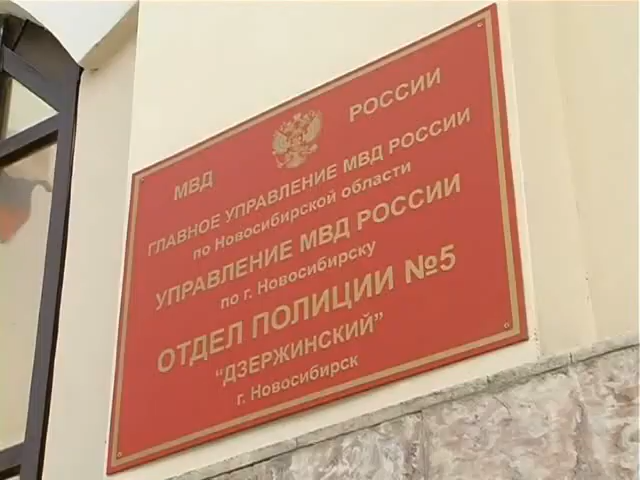 МВД РОССИИ
ГЛАВНОЕ УПРАВЛЕНИЕ МВД РОССИИ
по Новосибирской области
УПРАВЛЕНИЕ МВД РОССИИ
по г. Новосибирску
ОТДЕЛ ПОЛИЦИИ №5
"ДЗЕРЖИНСКИЙ"
г. Новосибирск